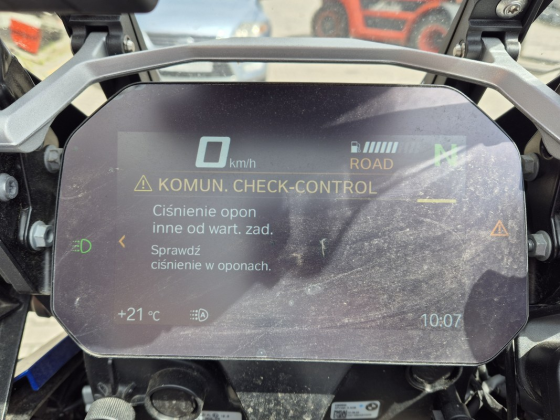 0 km/h
ROAD
N
KOMUN. CHECK-CONTROL
Ciśnienie opon
inne od wart. zad.
Sprawdź
ciśnienie w oponach.
+21 °C
A
10:07